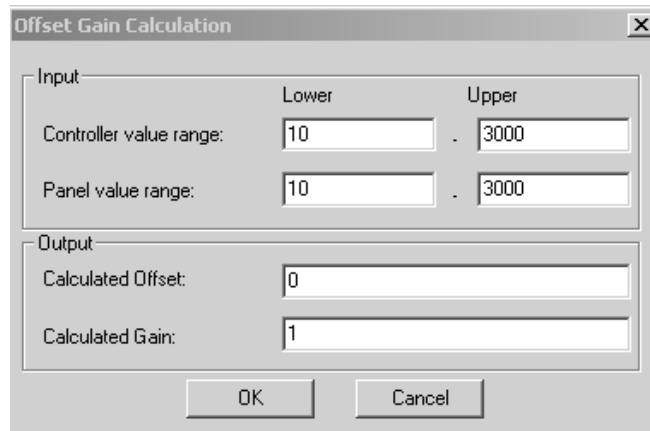 Offset Gain Calculation
Input
Lower Upper
Controller value range: 10 . 3000
Panel value range: 10 . 3000
Output
Calculated Offset: 0
Calculated Gain: 1
OK Cancel